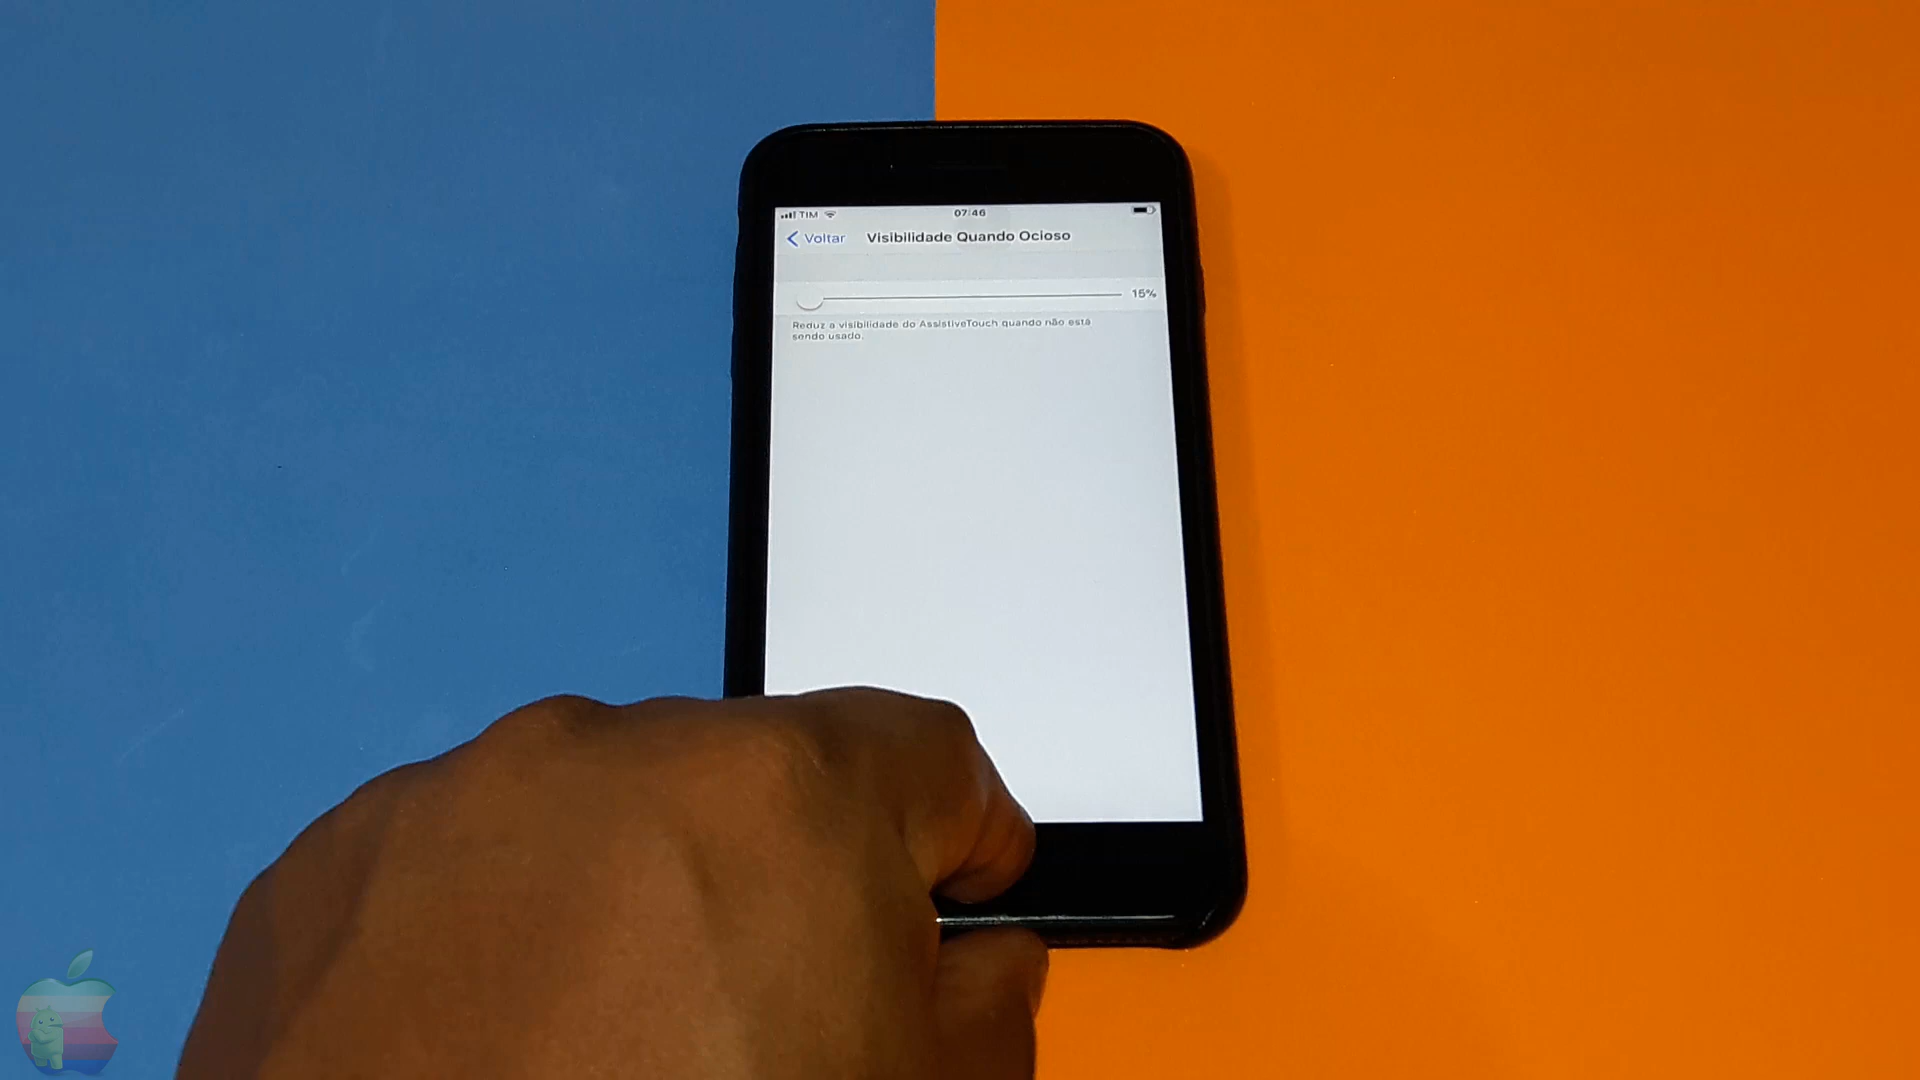 TIM
07:46
Voltar
Visibilidade Quando Ocioso
15%
Reduz a visibilidade do AssistiveTouch quando não está
sendo usado.